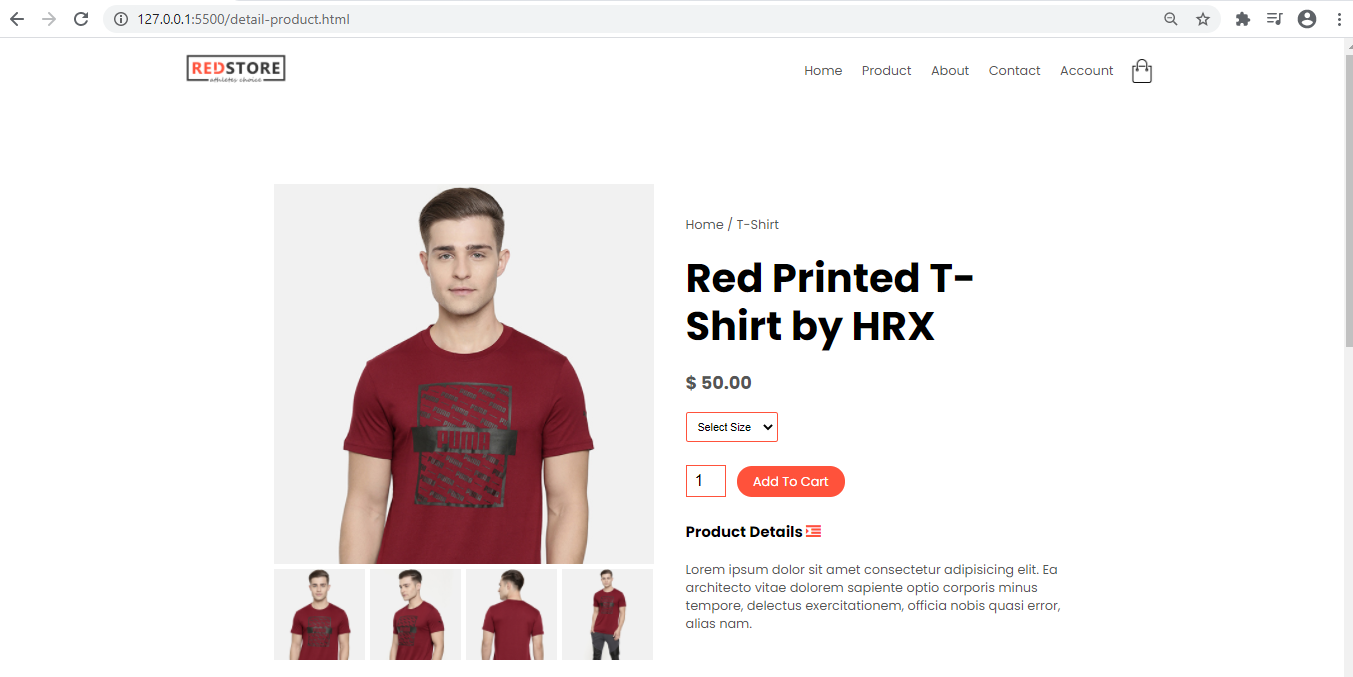 127.0.0.1:5500/detail-product.html
REDSTORE
athletes choice
Home Product About Contact Account
Home / T-Shirt
Red Printed T-
Shirt by HRX
$ 50.00
Select Size
1
Add To Cart
PUMA
Product Details
Lorem ipsum dolor sit amet consectetur adipisicing elit. Ea
architecto vitae dolorem sapiente optio corporis minus
tempore, delectus exercitationem, officia nobis quasi error,
alias nam.